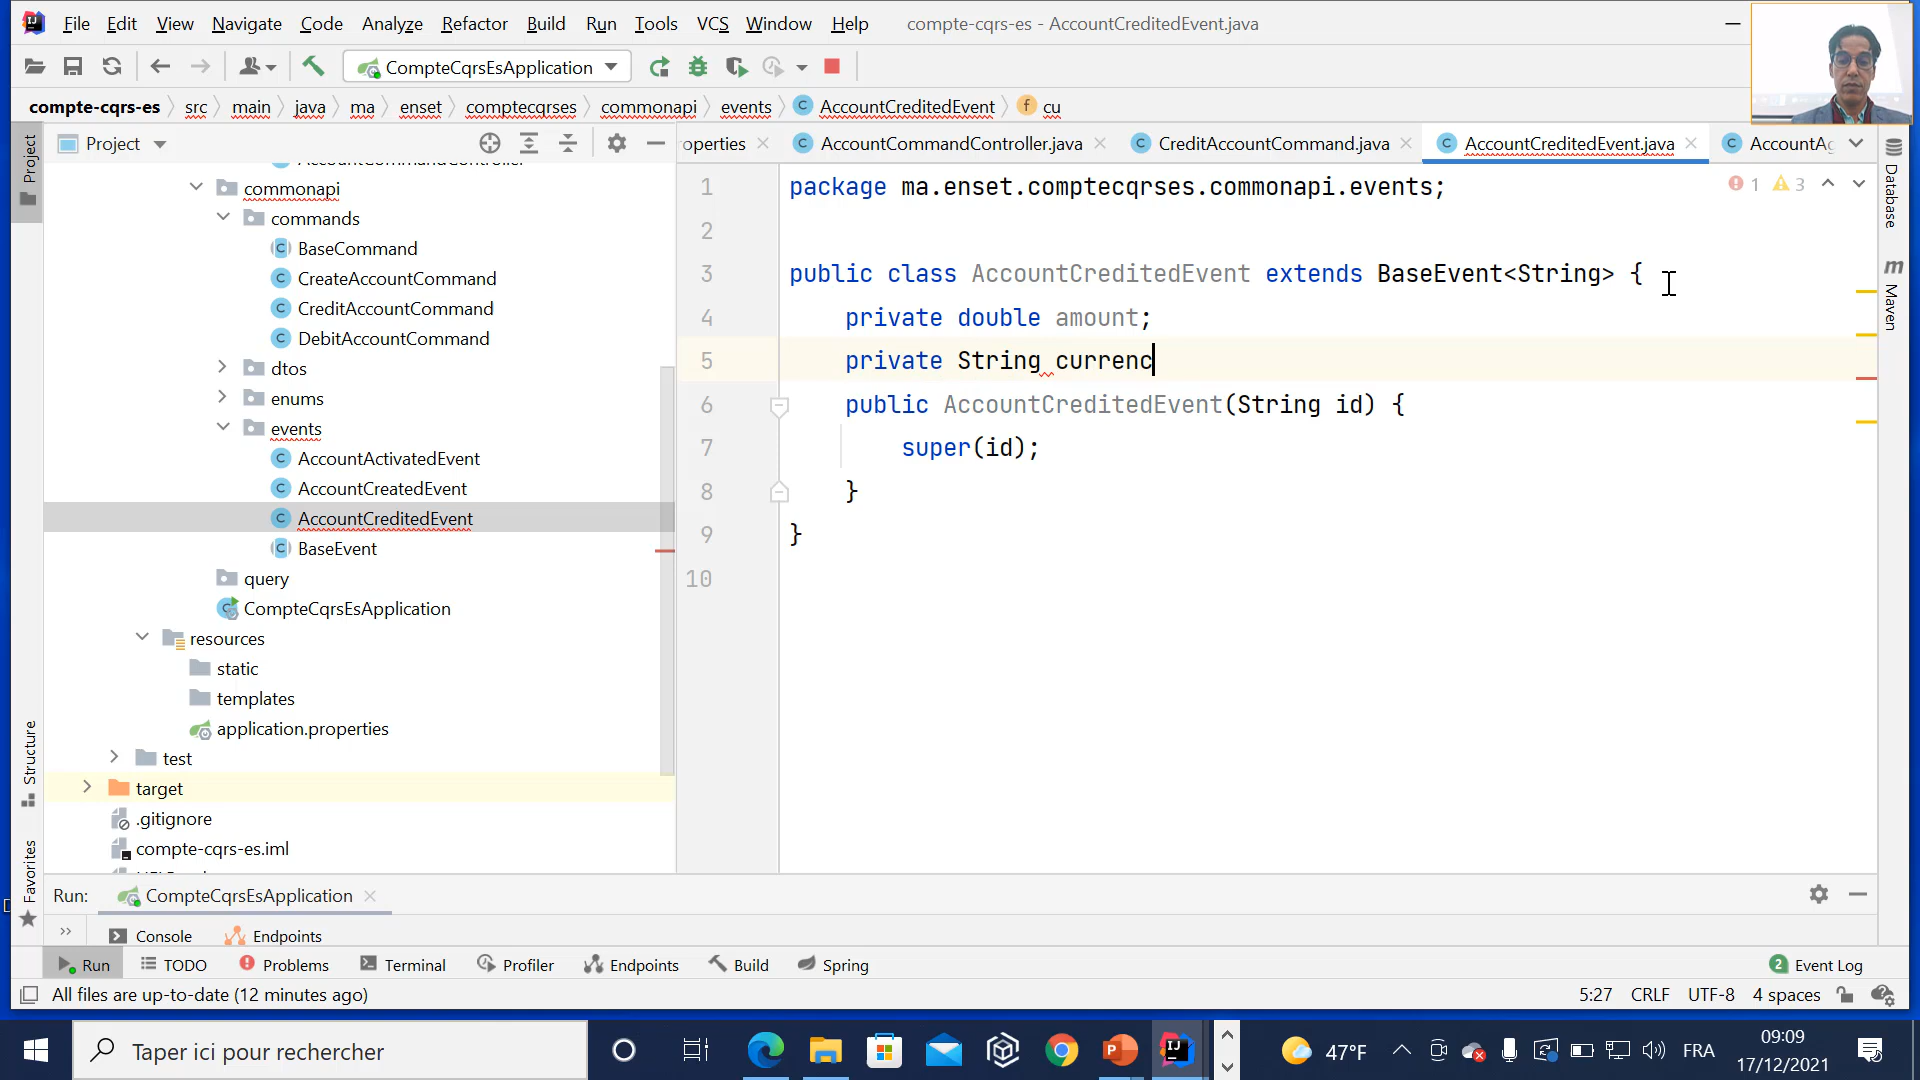 File Edit View Navigate Code Analyze Refactor Build Run Tools VCS Window Help compte-cqrs-es - AccountCreditedEvent.java
CompteCqrsEsApplication
compte-cqrs-es src main java ma enset comptecqrses commonapi events AccountCreditedEvent cu
Project
operties AccountCommandController.java CreditAccountCommand.java AccountCreditedEvent.java AccountAg
commonapi
commands
BaseCommand
CreateAccountCommand
CreditAccountCommand
DebitAccountCommand
dtos
enums
events
AccountActivatedEvent
AccountCreatedEvent
AccountCreditedEvent
BaseEvent
query
CompteCqrsEsApplication
resources
static
templates
application.properties
test
target
.gitignore
compte-cqrs-es.iml
1 package ma.enset.comptecqrses.commonapi.events;
1 3
2
3 public class AccountCreditedEvent extends BaseEvent<String> {
4 private double amount;
5 private String currenc
6 public AccountCreditedEvent(String id) {
7 super(id);
8 }
9 }
10
Project
Structure
Favorites
Database
Maven
Run: CompteCqrsEsApplication
Console Endpoints
Run TODO Problems Terminal Profiler Endpoints Build Spring 2 Event Log
All files are up-to-date (12 minutes ago) 5:27 CRLF UTF-8 4 spaces
Taper ici pour rechercher
47°F FRA
09:09
17/12/2021